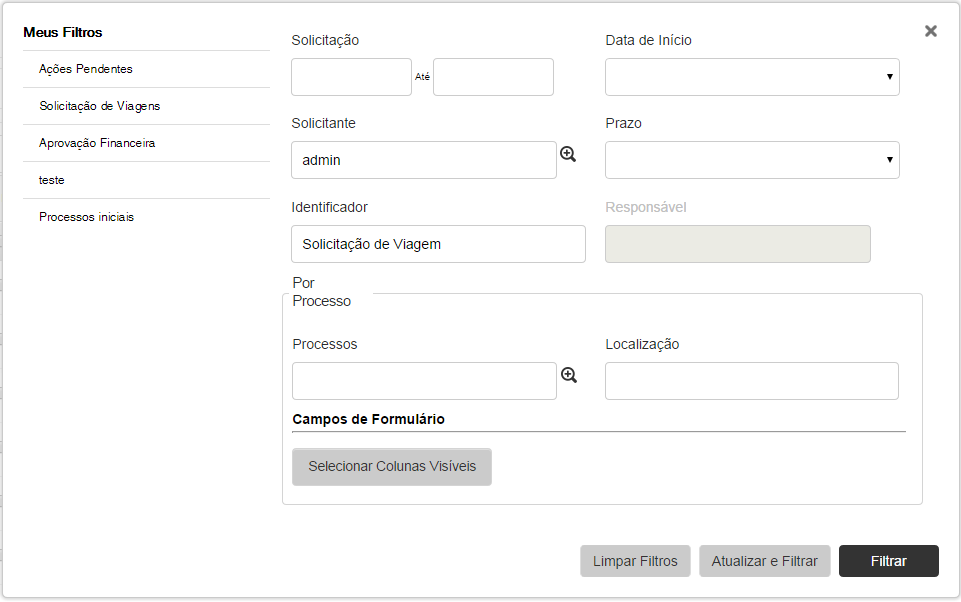 Meus Filtros
Ações Pendentes
Solicitação de Viagens
Aprovação Financeira
teste
Processos iniciais
Solicitação
Até
Data de Início
Solicitante
admin
Prazo
Identificador
Solicitação de Viagem
Responsável
Por
Processo
Processos
Localização
Campos de Formulário
Selecionar Colunas Visíveis
Limpar Filtros
Atualizar e Filtrar
Filtrar